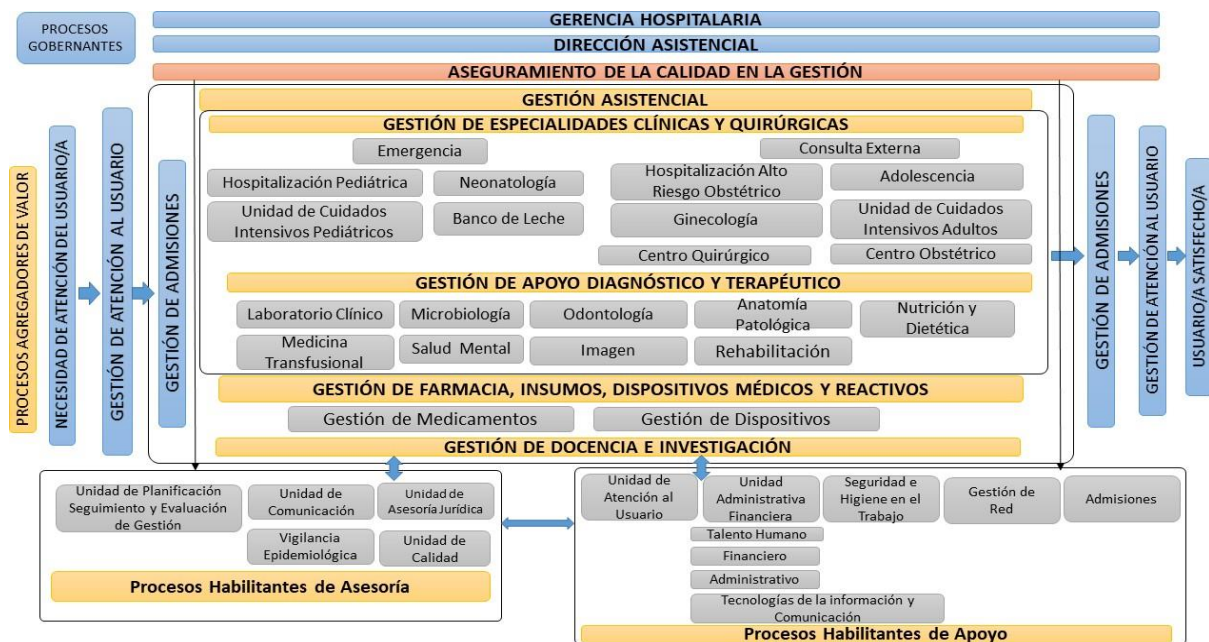 PROCESOS
GOBERNANTES
GERENCIA HOSPITALARIA
DIRECCIÓN ASISTENCIAL
ASEGURAMIENTO DE LA CALIDAD EN LA GESTIÓN
PROCESOS AGREGADORES DE VALOR
NECESIDAD DE ATENCIÓN DEL USUARIO/A
GESTIÓN DE ATENCIÓN AL USUARIO
GESTIÓN DE ADMISIONES
GESTIÓN ASISTENCIAL
GESTIÓN DE ESPECIALIDADES CLÍNICAS Y QUIRÚRGICAS
Emergencia
Consulta Externa
Hospitalización Pediátrica
Neonatología
Hospitalización Alto
Riesgo Obstétrico
Adolescencia
Unidad de Cuidados
Intensivos Pediátricos
Banco de Leche
Ginecología
Unidad de Cuidados
Intensivos Adultos
Centro Quirúrgico
Centro Obstétrico
GESTIÓN DE APOYO DIAGNÓSTICO Y TERAPÉUTICO
Laboratorio Clínico
Microbiología
Odontología
Anatomía
Patológica
Nutrición y
Dietética
Medicina
Transfusional
Salud Mental
Imagen
Rehabilitación
GESTIÓN DE FARMACIA, INSUMOS, DISPOSITIVOS MÉDICOS Y REACTIVOS
Gestión de Medicamentos
Gestión de Dispositivos
GESTIÓN DE DOCENCIA E INVESTIGACIÓN
GESTIÓN DE ADMISIONES
GESTIÓN DE ATENCIÓN AL USUARIO
USUARIO/A SATISFECHO/A
Unidad de Planificación
Seguimiento y Evaluación
de Gestión
Unidad de
Comunicación
Unidad de
Asesoría Jurídica
Vigilancia
Epidemiológica
Unidad de
Calidad
Procesos Habilitantes de Asesoría
Unidad de
Atención al
Usuario
Unidad
Administrativa
Financiera
Seguridad e
Higiene en el
Trabajo
Gestión de
Red
Admisiones
Talento Humano
Financiero
Administrativo
Tecnologías de la información y
Comunicación
Procesos Habilitantes de Apoyo